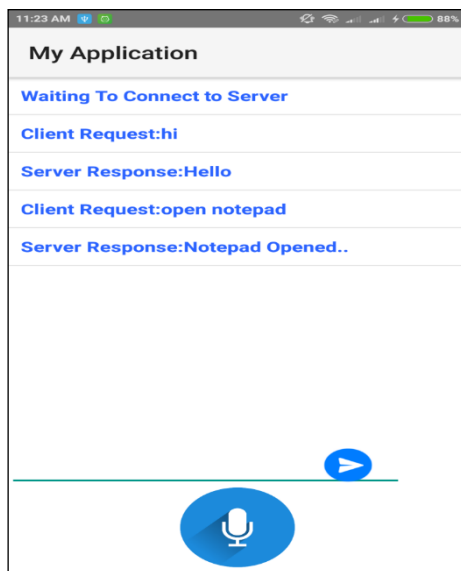 11:23 AM 88%
My Application
Waiting To Connect to Server
Client Request:hi
Server Response:Hello
Client Request:open notepad
Server Response:Notepad Opened..